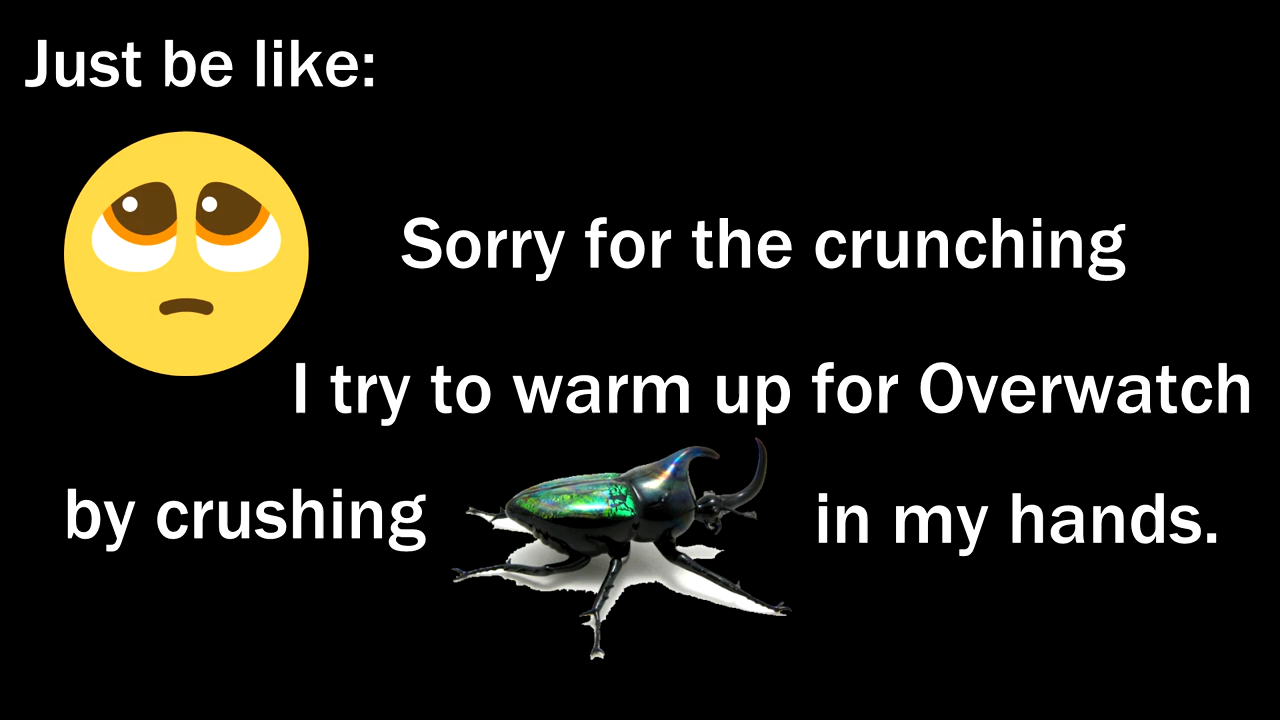 Just be like:
Sorry for the crunching
I try to warm up for Overwatch
by crushing in my hands.